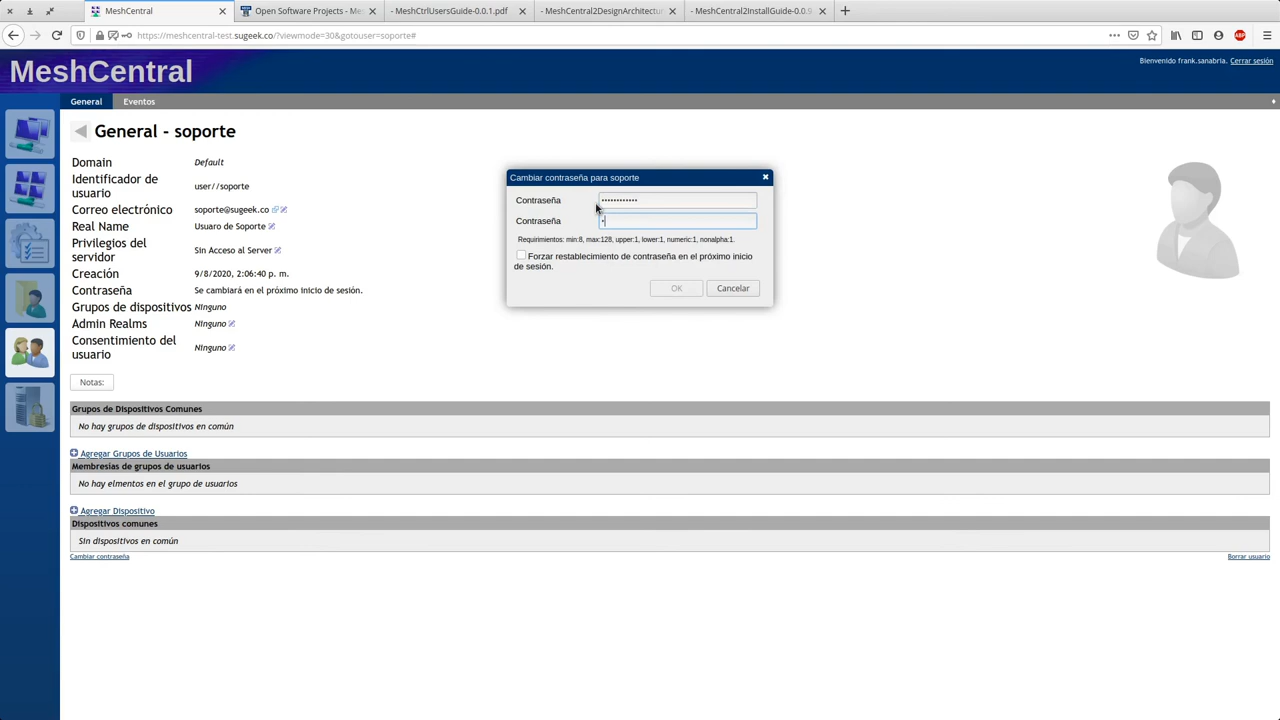 MeshCentral
Open Software Projects - Me
- MeshCtrlUsersGuide-0.0.1.pdf
- MeshCentral2DesignArchitectur
- MeshCentral2InstallGuide-0.0.9
https://meshcentral-test.sugeek.co/?viewmode=30&gotouser=soporte#
ABP
MeshCentral
Bienvenido frank.sanabria. Cerrar sesión
General Eventos
General - soporte
Domain Default
Identificador de
usuario user//soporte
Correo electrónico soporte@sugeek.co
Real Name Usuaro de Soporte
Privilegios del
servidor Sin Acceso al Server
Creación 9/8/2020, 2:06:40 p. m.
Contraseña Se cambiará en el próximo inicio de sesión.
Grupos de dispositivos Ninguno
Admin Realms Ninguno
Consentimiento del
usuario Ninguno
Notas:
Cambiar contraseña para soporte
Contraseña ••••••••••••
Contraseña •
Requirimientos: min:8, max:128, upper:1, lower:1, numeric:1, nonalpha:1.
Forzar restablecimiento de contraseña en el próximo inicio
de sesión.
OK Cancelar
Grupos de Dispositivos Comunes
No hay grupos de dispositivos en común
Agregar Grupos de Usuarios
Membresías de grupos de usuarios
No hay elmentos en el grupo de usuarios
Agregar Dispositivo
Dispositivos comunes
Sin dispositivos en común
Cambiar contraseña Borrar usuario